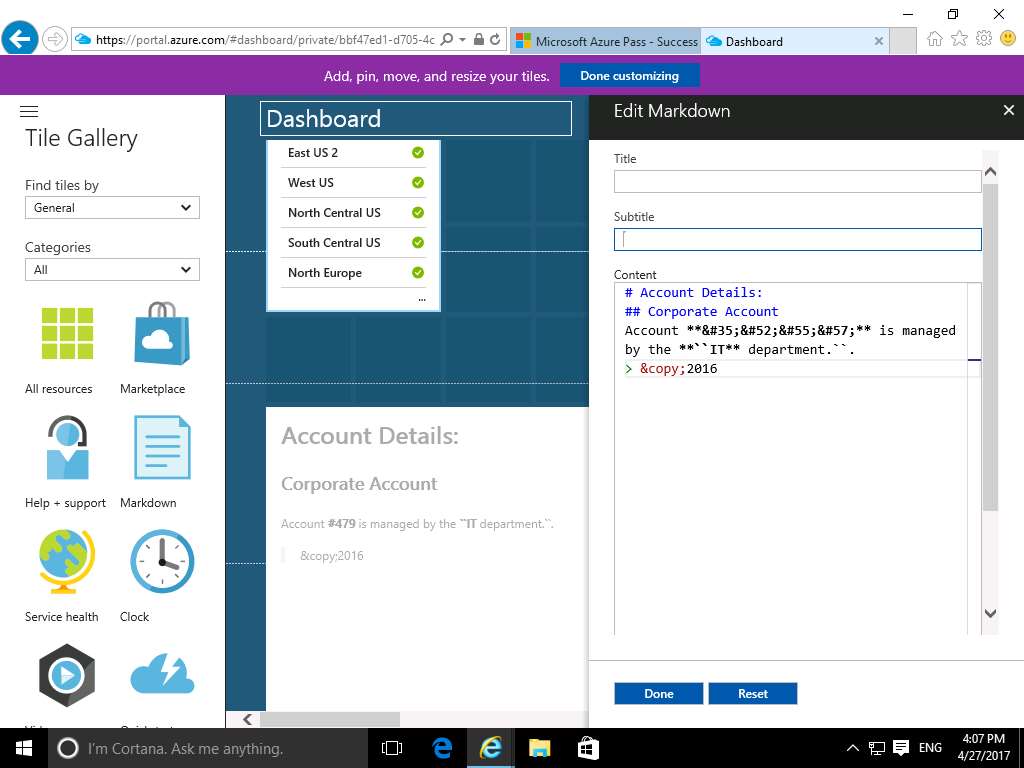 https://portal.azure.com/#dashboard/private/bbf47ed1-d705-4c
Microsoft Azure Pass - Success
Dashboard
Add, pin, move, and resize your tiles.
Done customizing
Tile Gallery
Find tiles by
General
Categories
All
All resources
Marketplace
Help + support
Markdown
Service health
Clock
Dashboard
East US 2
West US
North Central US
South Central US
North Europe
...
Account Details:
Corporate Account
Account #479 is managed by the ``IT department.``.
&copy;2016
Edit Markdown
Title
Subtitle
Content
# Account Details:
## Corporate Account
Account **&#35;&#52;&#55;&#57;** is managed
by the **``IT** department.``.
> &copy;2016
Done
Reset
I'm Cortana. Ask me anything.
ENG
4:07 PM
4/27/2017